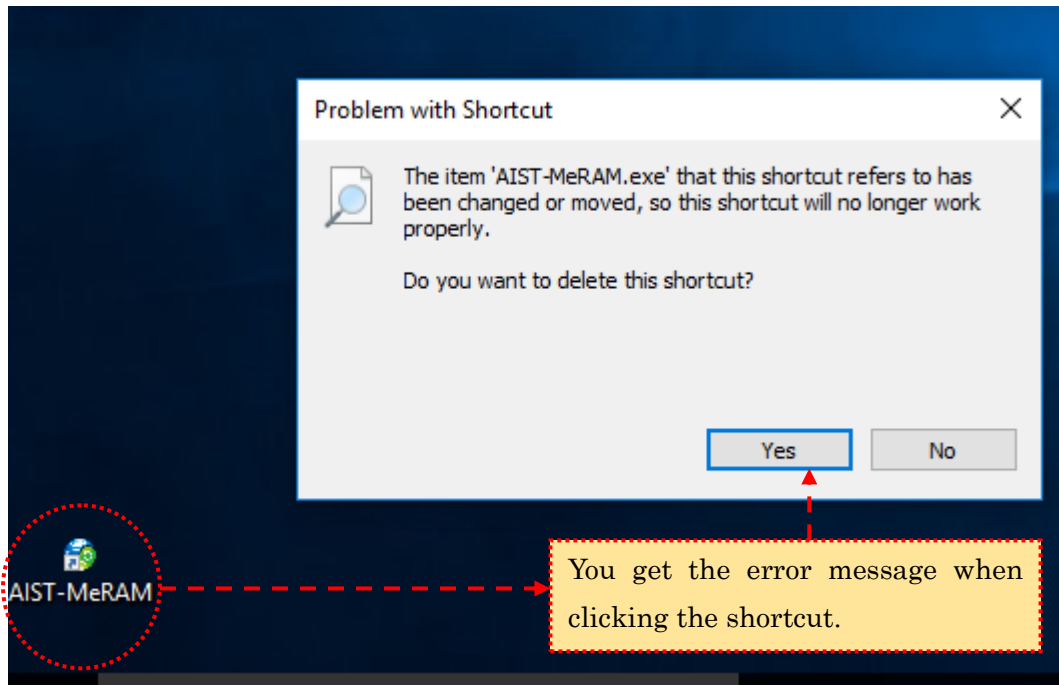 Problem with Shortcut
The item 'AIST-MeRAM.exe' that this shortcut refers to has
been changed or moved, so this shortcut will no longer work
properly.
Do you want to delete this shortcut?
Yes
No
AIST-MeRAM
You get the error message when
clicking the shortcut.